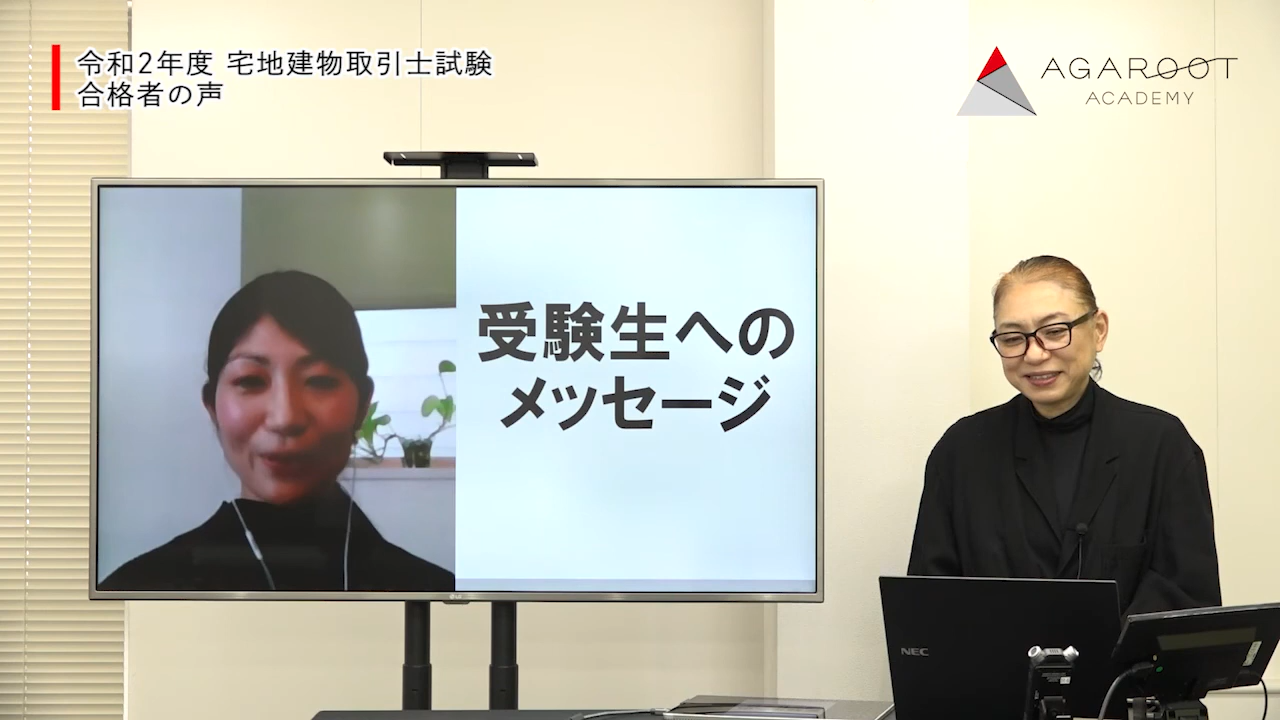 令和2年度 宅地建物取引士試験
合格者の声
AGAROOT
ACADEMY
受験生への
メッセージ
NEC
LG